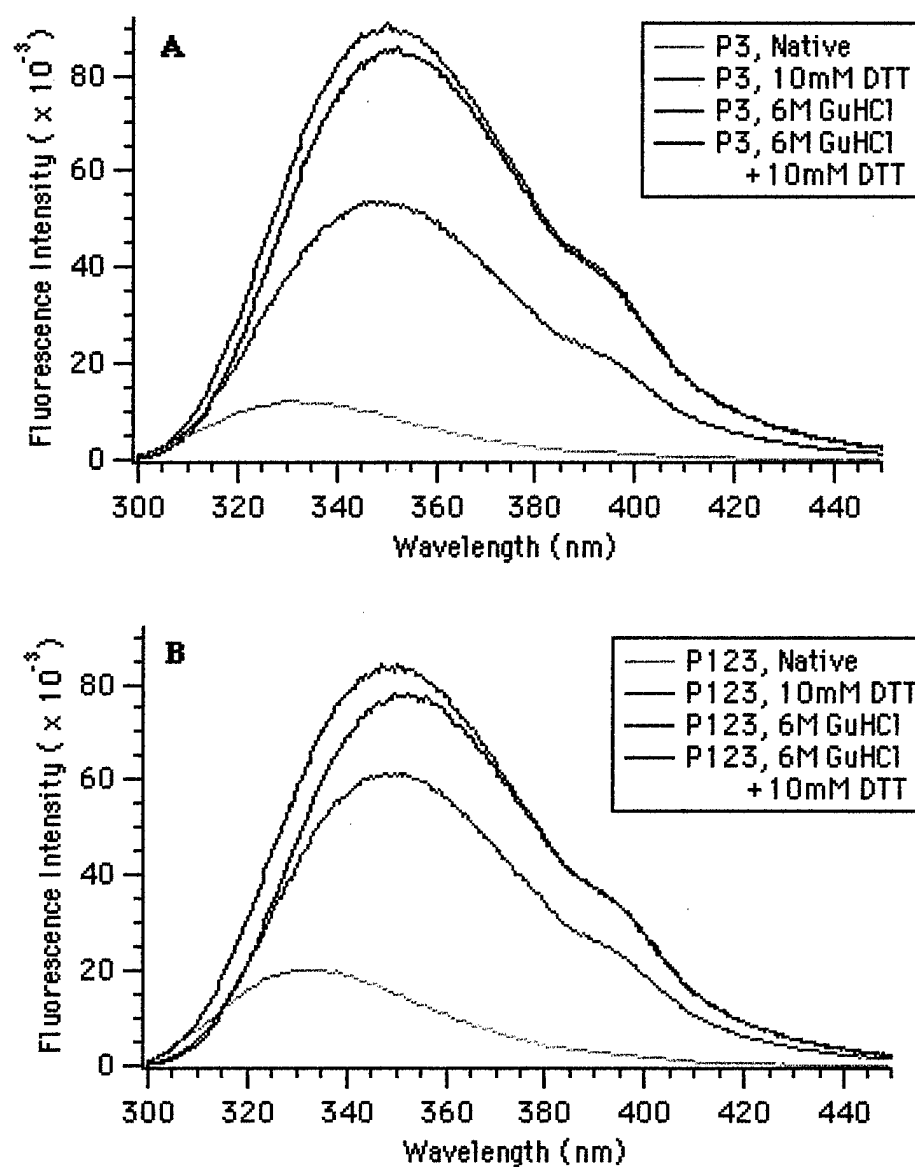 A
P3, Native
P3, 10mM DTT
P3, 6M GuHCl
P3, 6M GuHCl
+10mM DTT
Fluorescence Intensity ( x 10⁻³)
80
60
40
20
0
300 320 340 360 380 400 420 440
Wavelength (nm)
B
P123, Native
P123, 10mM DTT
P123, 6M GuHCl
P123, 6M GuHCl
+10mM DTT
Fluorescence Intensity ( x 10⁻³)
80
60
40
20
0
300 320 340 360 380 400 420 440
Wavelength (nm)